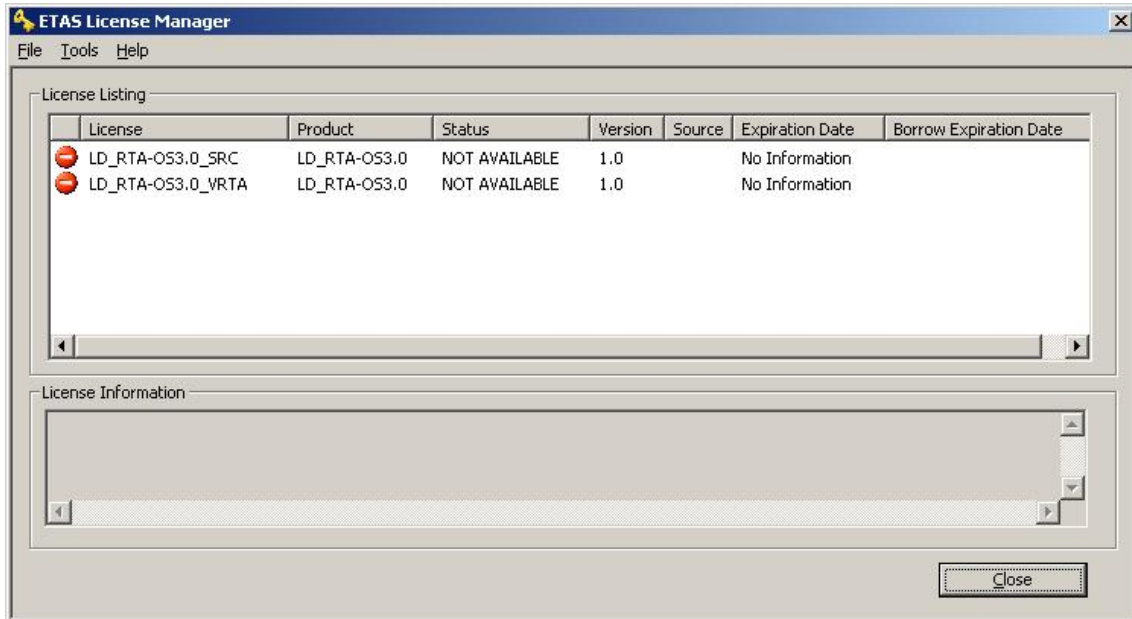 ETAS License Manager
File Tools Help
License Listing
License Product Status Version Source Expiration Date Borrow Expiration Date
LD_RTA-OS3.0_SRC LD_RTA-OS3.0 NOT AVAILABLE 1.0 No Information
LD_RTA-OS3.0_VRTA LD_RTA-OS3.0 NOT AVAILABLE 1.0 No Information
License Information
Close